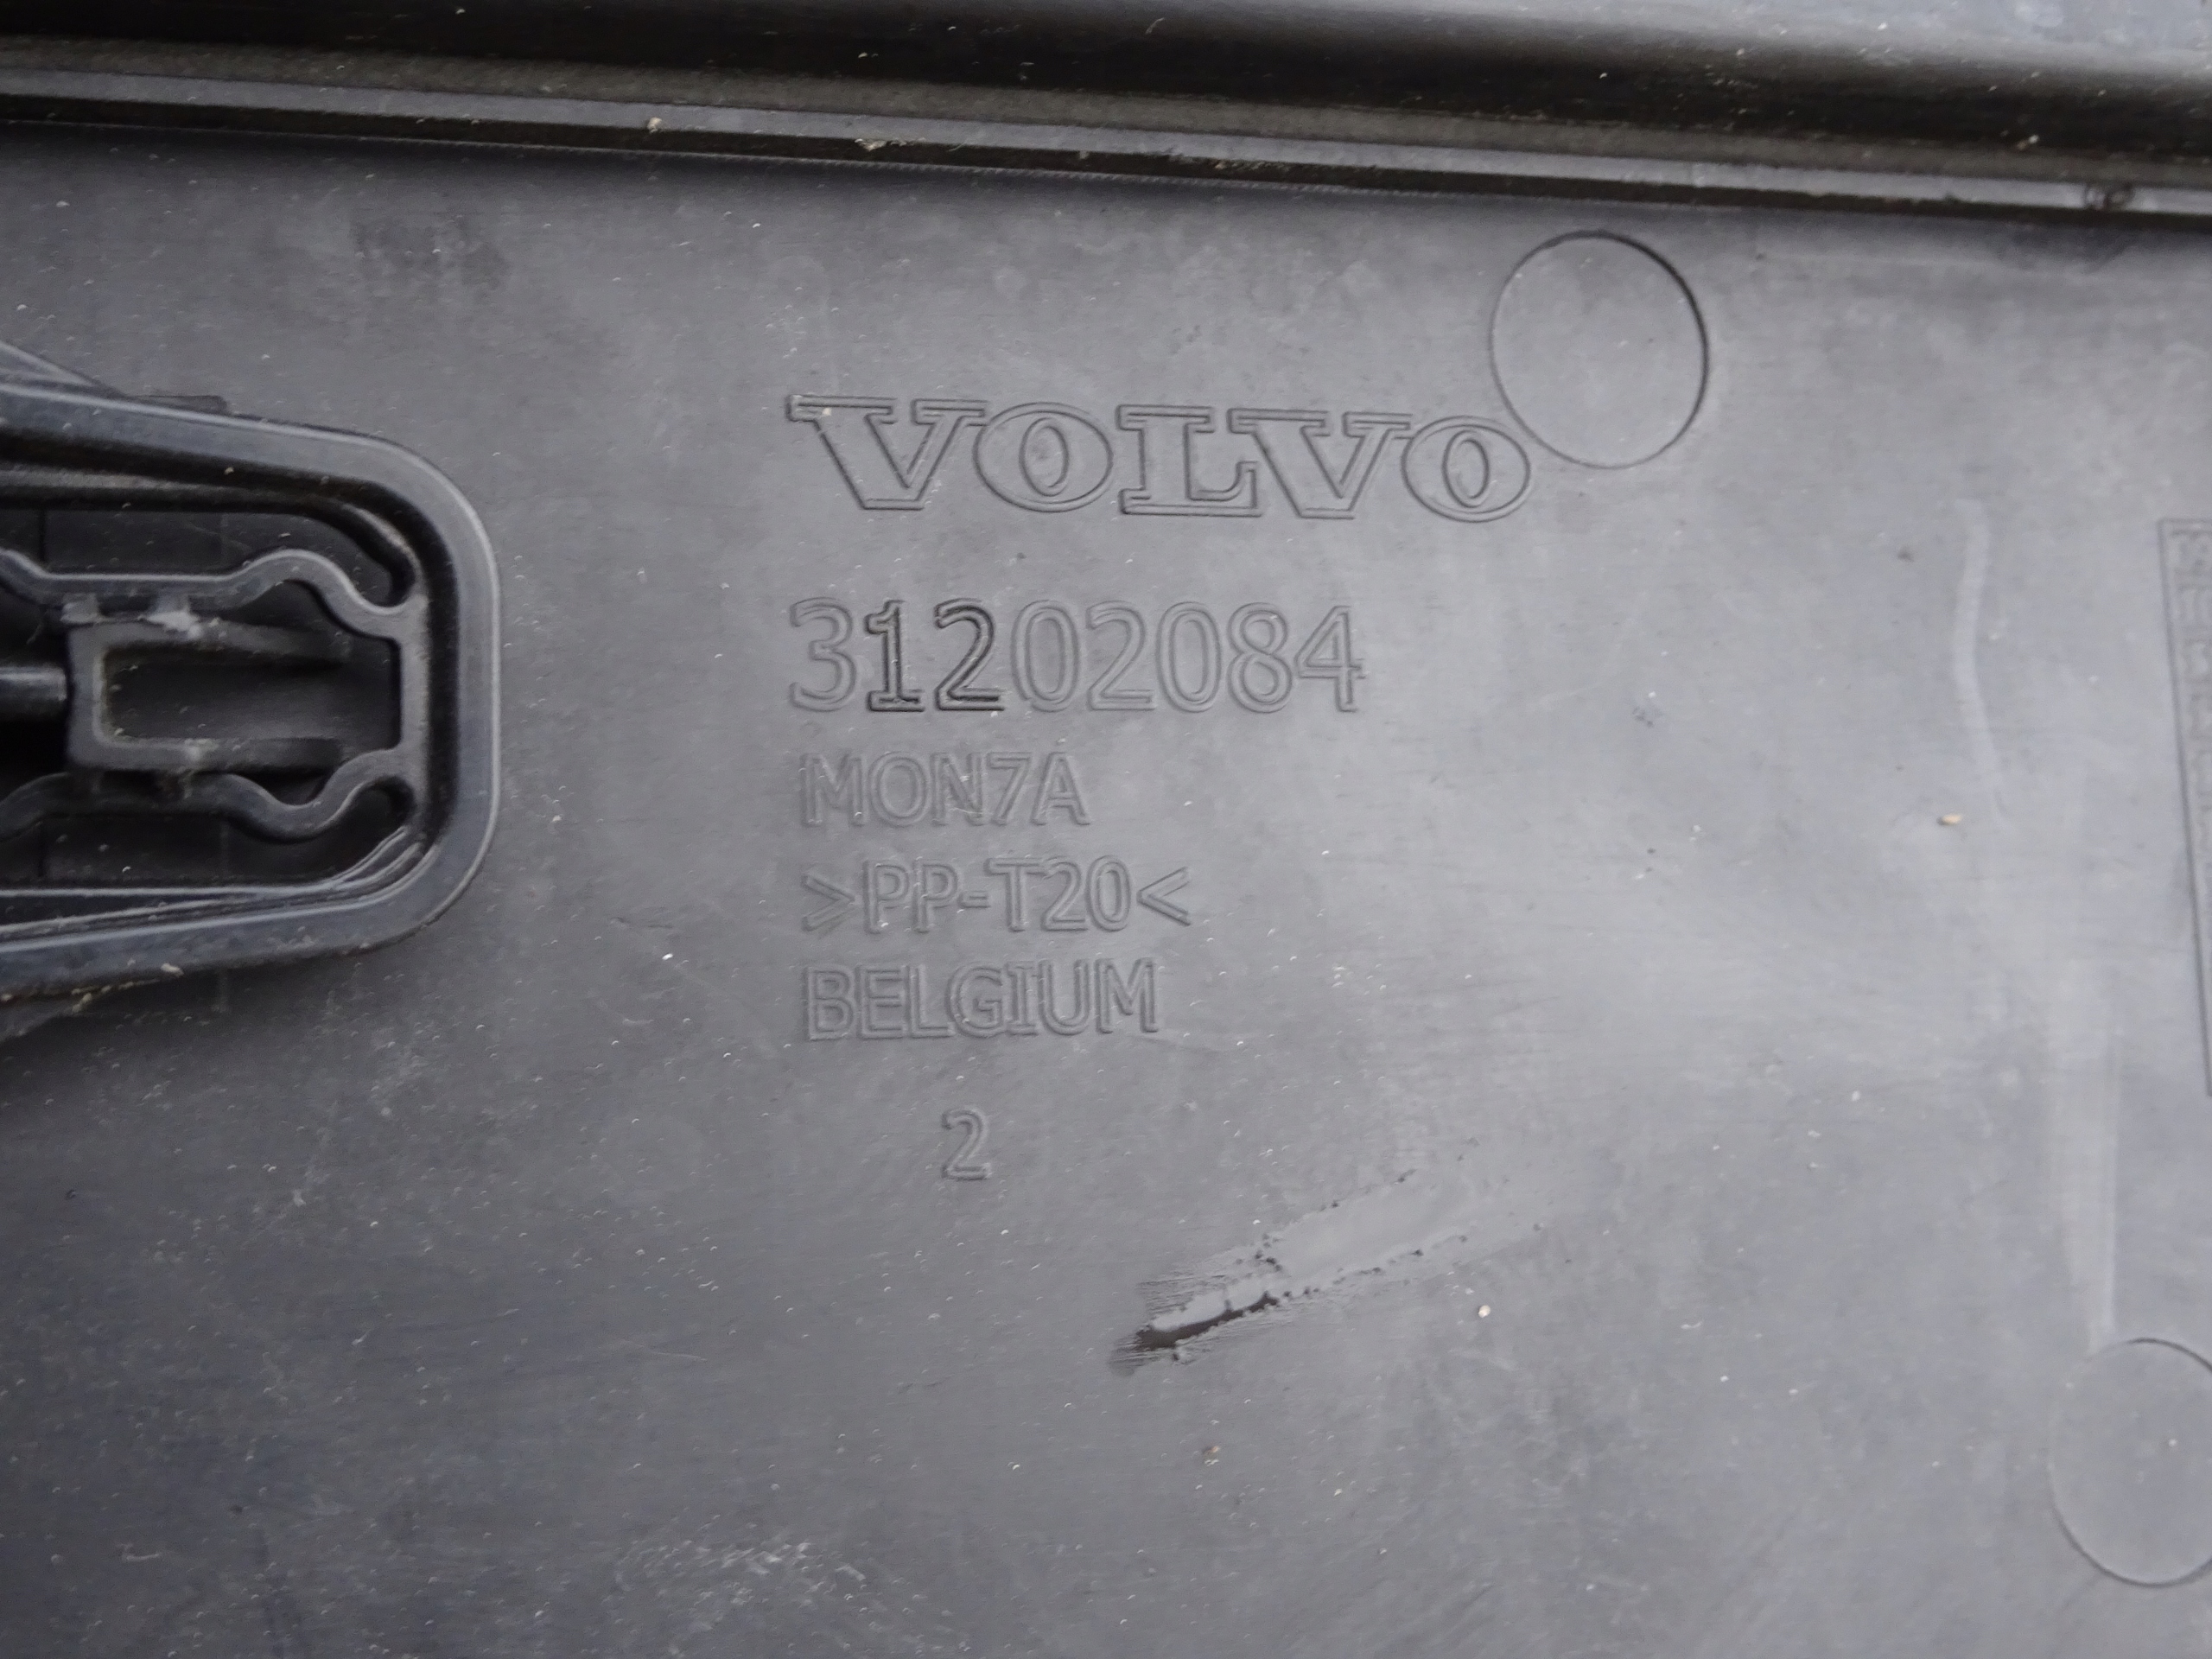 VOLVO
31202084
MON7A
>PP-T20<
BELGIUM
2